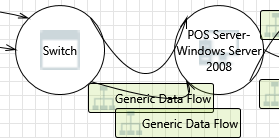 Switch
POS Server-
Windows Server
2008
Generic Data Flow
Generic Data Flow